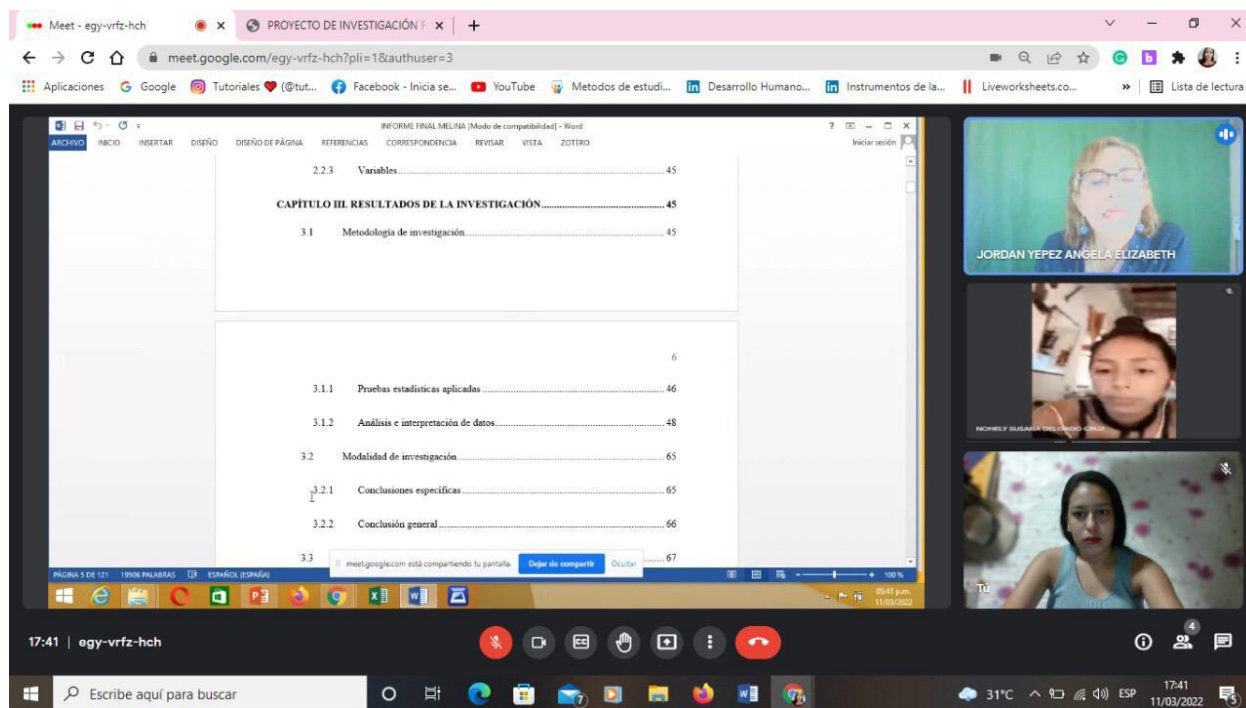 Meet - egy-vrfz-hch
PROYECTO DE INVESTIGACIÓN F
meet.google.com/egy-vrfz-hch?pli=1&authuser=3
Aplicaciones
Google
Tutoriales ❤ (@tut...
Facebook - Inicia se...
YouTube
Metodos de estudi...
Desarrollo Humano...
Instrumentos de la...
Liveworksheets.co...
»
Lista de lectura
INFORME FINAL MELINA [Modo de compatibilidad] - Word
ARCHIVO INICIO INSERTAR DISEÑO DISEÑO DE PÁGINA REFERENCIAS CORRESPONDENCIA REVISAR VISTA ZOTERO Iniciar sesión
2.2.3 Variables 45
CAPÍTULO III. RESULTADOS DE LA INVESTIGACIÓN 45
3.1 Metodología de investigación 45
6
3.1.1 Pruebas estadísticas aplicadas 46
3.1.2 Análisis e interpretación de datos 48
3.2 Modalidad de investigación 65
3.2.1 Conclusiones específicas 65
3.2.2 Conclusión general 66
3.3 67
meet.google.com está compartiendo tu pantalla. Dejar de compartir Ocultar
PÁGINA 5 DE 121 19506 PALABRAS ESPAÑOL (ESPAÑA) 100 %
05:41 p.m.
11/03/2022
JORDAN YEPEZ ANGELA ELIZABETH
NOHELY SUSANA DELGADO CRUZ
Tú
17:41 | egy-vrfz-hch
4
Escribe aquí para buscar
7
31°C
ESP
17:41
11/03/2022
5